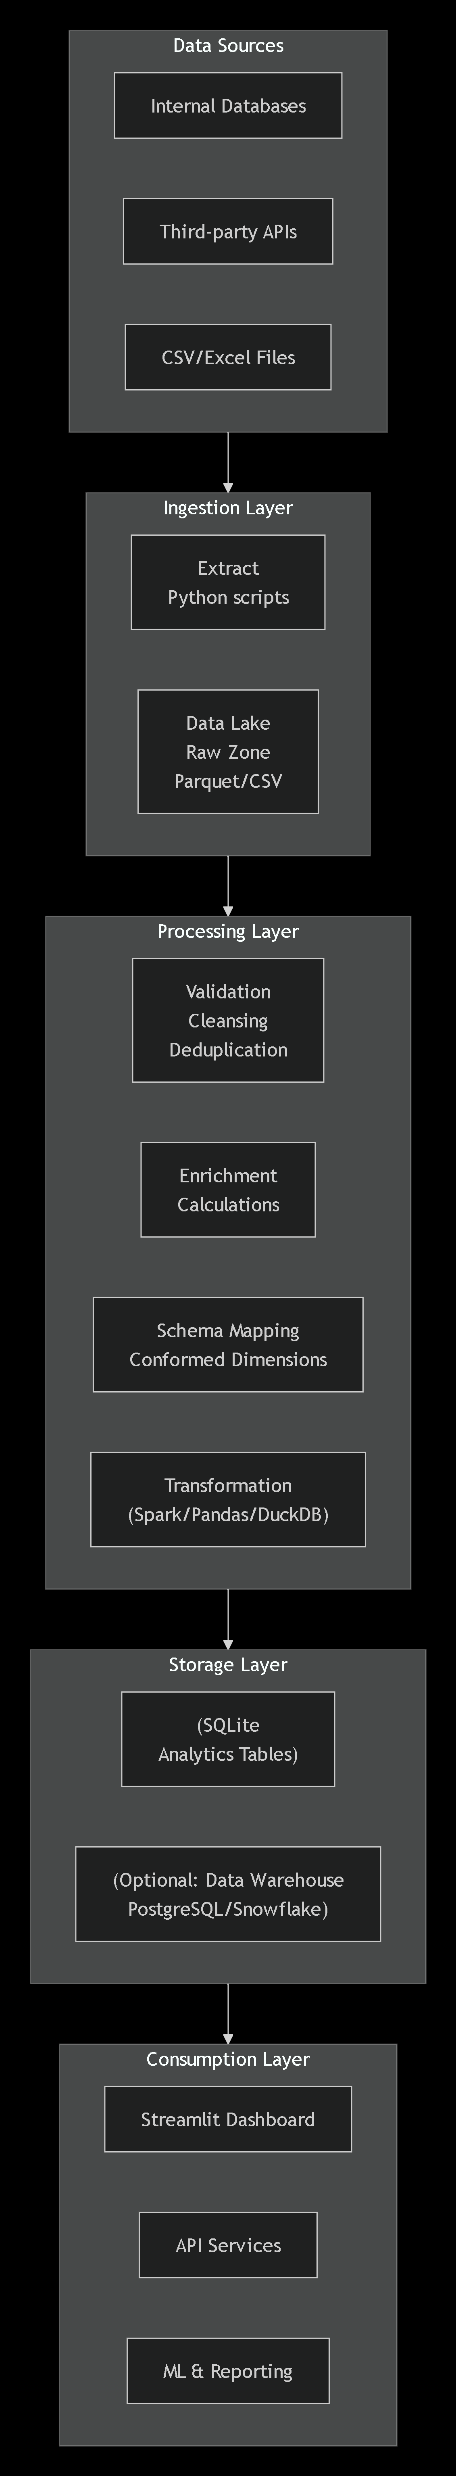 Data Sources
Internal Databases
Third-party APIs
CSV/Excel Files
Ingestion Layer
Extract
Python scripts
Data Lake
Raw Zone
Parquet/CSV
Processing Layer
Validation
Cleansing
Deduplication
Enrichment
Calculations
Schema Mapping
Conformed Dimensions
Transformation
(Spark/Pandas/DuckDB)
Storage Layer
(SQLite
Analytics Tables)
(Optional: Data Warehouse
PostgreSQL/Snowflake)
Consumption Layer
Streamlit Dashboard
API Services
ML & Reporting